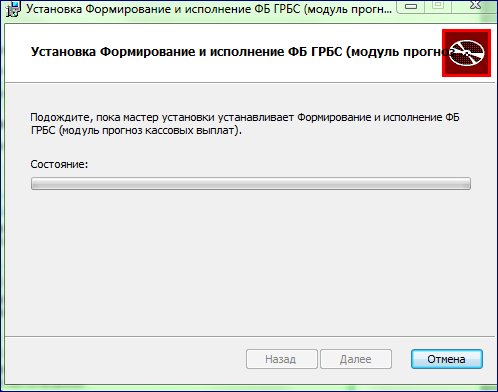 Установка Формирование и исполнение ФБ ГРБС (модуль прогн...
Установка Формирование и исполнение ФБ ГРБС (модуль прогно
Подождите, пока мастер установки устанавливает Формирование и исполнение ФБ
ГРБС (модуль прогноз кассовых выплат).
Состояние:
Назад
Далее
Отмена